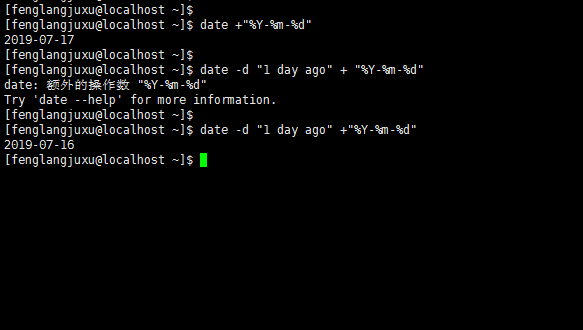 [fenglangjuxu@localhost ~]$
[fenglangjuxu@localhost ~]$ date +"%Y-%m-%d"
2019-07-17
[fenglangjuxu@localhost ~]$
[fenglangjuxu@localhost ~]$ date -d "1 day ago" + "%Y-%m-%d"
date: 额外的操作数 "%Y-%m-%d"
Try 'date --help' for more information.
[fenglangjuxu@localhost ~]$
[fenglangjuxu@localhost ~]$ date -d "1 day ago" +"%Y-%m-%d"
2019-07-16
[fenglangjuxu@localhost ~]$